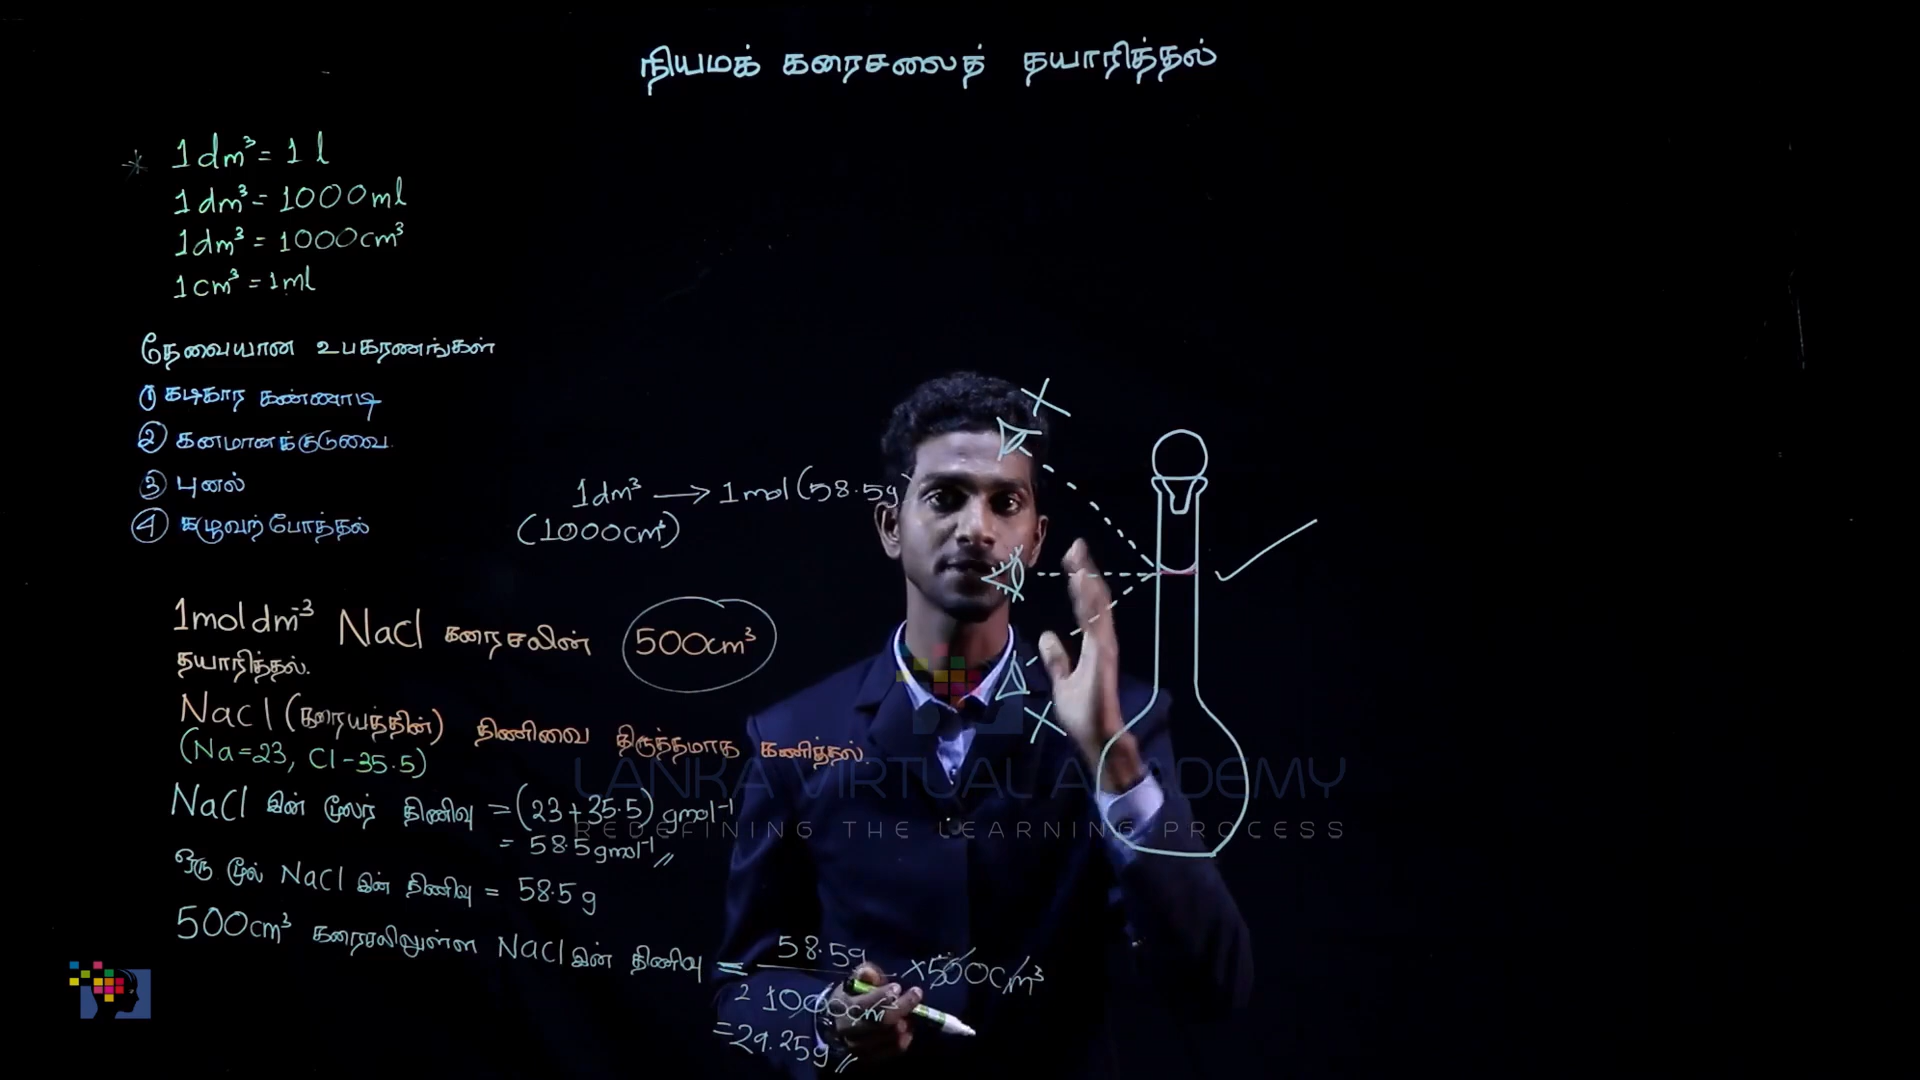 நியமக் கரைசலைத் தயாரித்தல்
* 1dm³ = 1 l
1dm³ = 1000ml
1dm³ = 1000cm³
1cm³ = 1ml
தேவையான உபகரணங்கள்
① கடிகார கண்ணாடி
② கனமானக்குடுவை.
③ புனல்
④ கழுவற்போத்தல்
1dm³ → 1mol (58.5g)
(1000cm³)
1moldm⁻³ NaCl கரைசலின் 500cm³
தயாரித்தல்.
NaCl (கரையத்தின்) திணிவை திருத்தமாக கணித்தல்.
(Na=23, Cl-35.5)
NaCl இன் மூலர் திணிவு = (23+35.5) gmol⁻¹
= 58.5gmol⁻¹//
ஒரு மூல் NaCl இன் திணிவு = 58.5g
500cm³ கரைசலிலுள்ள NaCl இன் திணிவு = 58.5g × 500cm³
2 1000cm³
= 29.25g//
LANKA VIRTUAL ACADEMY
REDEFINING THE LEARNING PROCESS